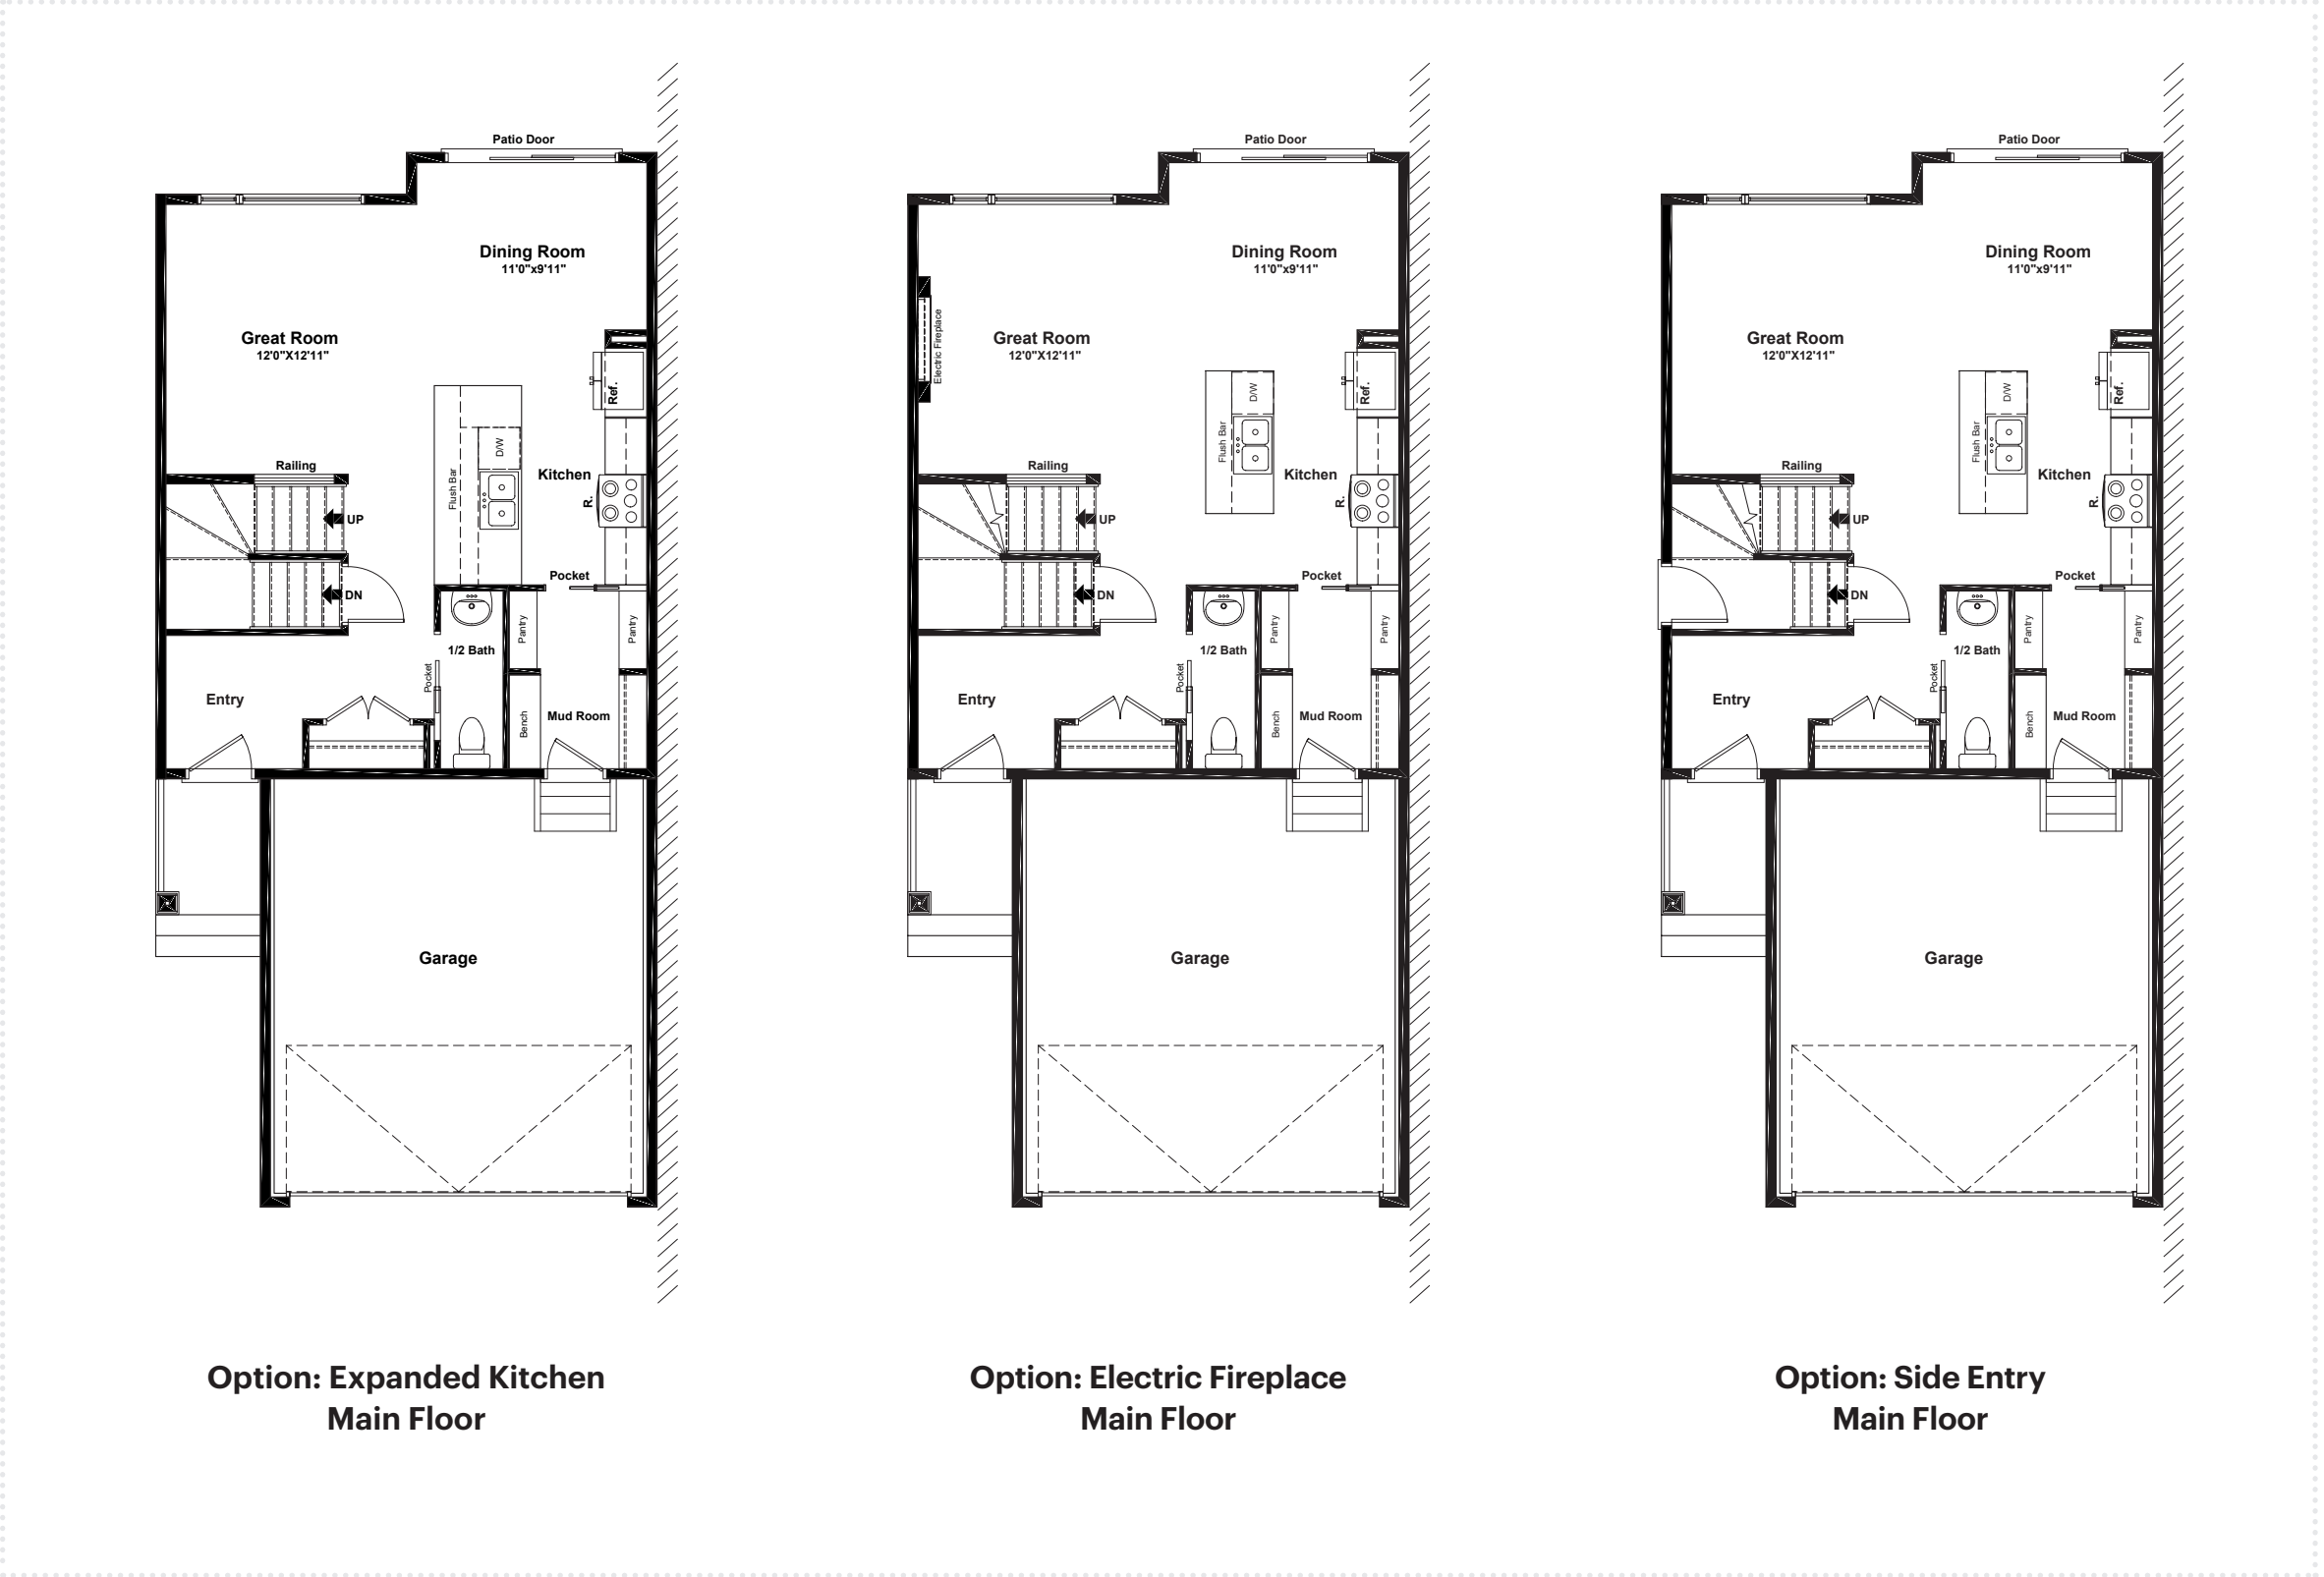 Patio Door
Dining Room
11'0"x9'11"
Great Room
12'0"X12'11"
Ref.
D/W
Flush Bar
Kitchen
R.
Railing
UP
DN
Pocket
Pantry
Pantry
1/2 Bath
Pocket
Entry
Bench
Mud Room
Garage
Option: Expanded Kitchen
Main Floor
Patio Door
Dining Room
11'0"x9'11"
Electric Fireplace
Great Room
12'0"X12'11"
Ref.
D/W
Flush Bar
Kitchen
R.
Railing
UP
DN
Pocket
Pantry
Pantry
1/2 Bath
Pocket
Entry
Bench
Mud Room
Garage
Option: Electric Fireplace
Main Floor
Patio Door
Dining Room
11'0"x9'11"
Great Room
12'0"X12'11"
Ref.
D/W
Flush Bar
Kitchen
R.
Railing
UP
DN
Pocket
Pantry
Pantry
1/2 Bath
Pocket
Entry
Bench
Mud Room
Garage
Option: Side Entry
Main Floor